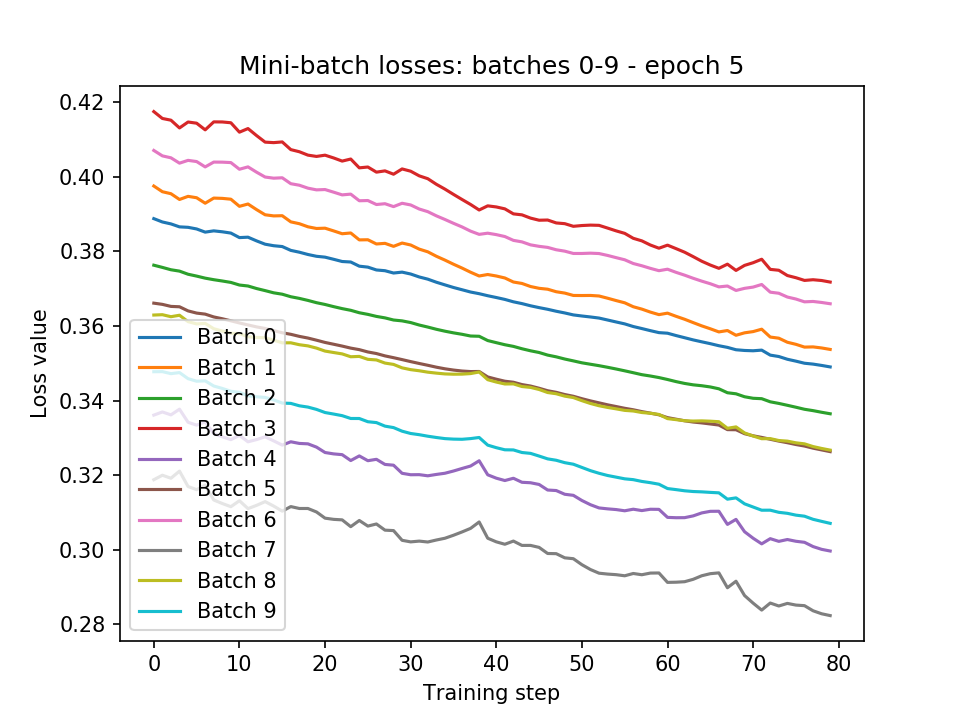 Mini-batch losses: batches 0-9 - epoch 5
Loss value
0.42
0.40
0.38
0.36
0.34
0.32
0.30
0.28
Batch 0
Batch 1
Batch 2
Batch 3
Batch 4
Batch 5
Batch 6
Batch 7
Batch 8
Batch 9
0 10 20 30 40 50 60 70 80
Training step